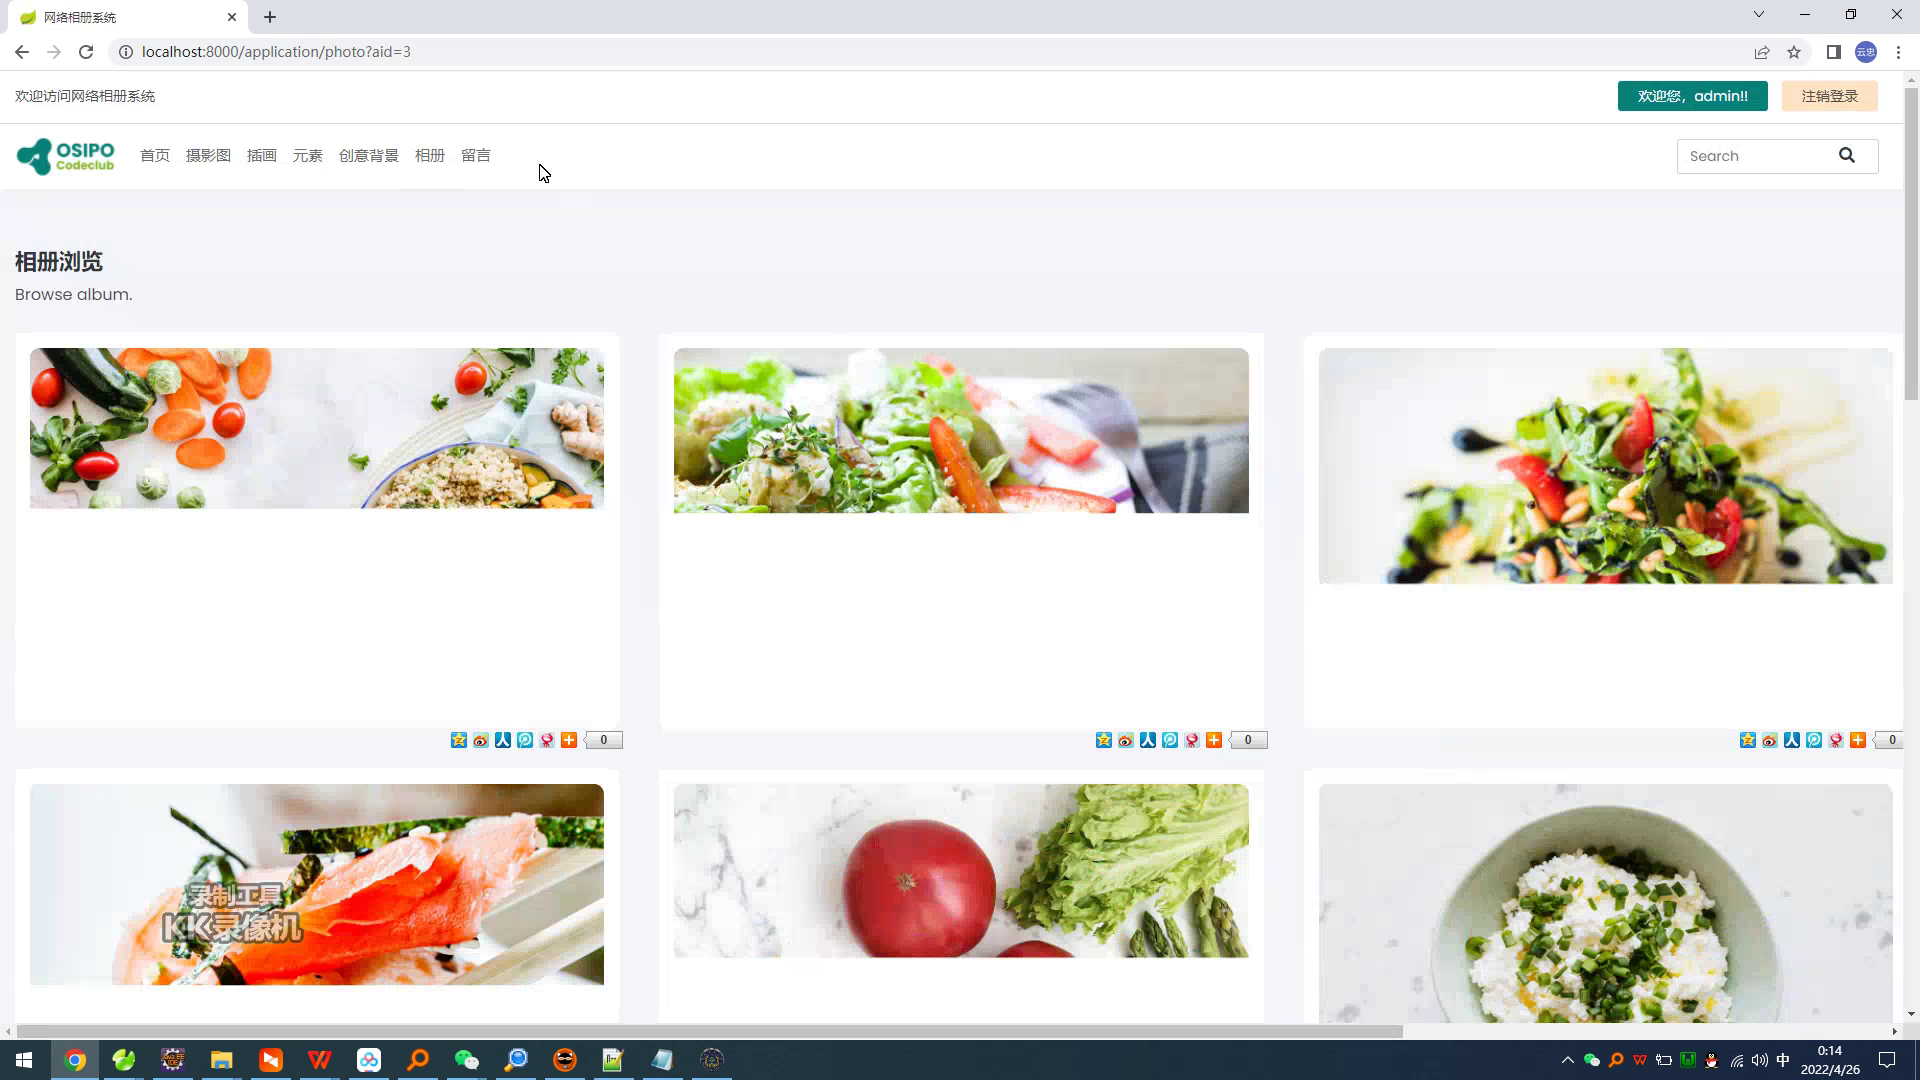 网络相册系统
localhost:8000/application/photo?aid=3
云忠
欢迎访问网络相册系统
欢迎您，admin!!
注销登录
OSIPO
Codeclub
首页 摄影图 插画 元素 创意背景 相册 留言
Search
相册浏览
Browse album.
0
0
0
录制工具
KK录像机
中
0:14
2022/4/26